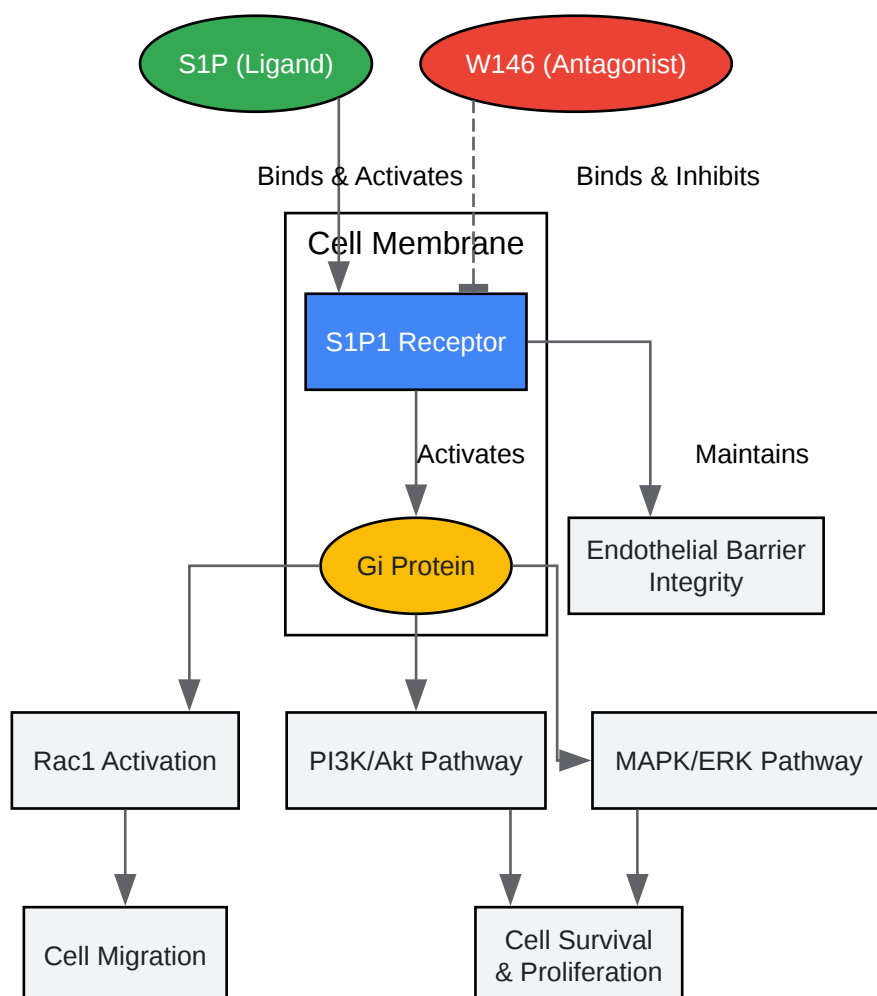 S1P (Ligand)
W146 (Antagonist)
Binds & Activates
Binds & Inhibits
Cell Membrane
S1P1 Receptor
Activates
Maintains
Gi Protein
Endothelial Barrier
Integrity
Rac1 Activation
PI3K/Akt Pathway
MAPK/ERK Pathway
Cell Migration
Cell Survival
& Proliferation